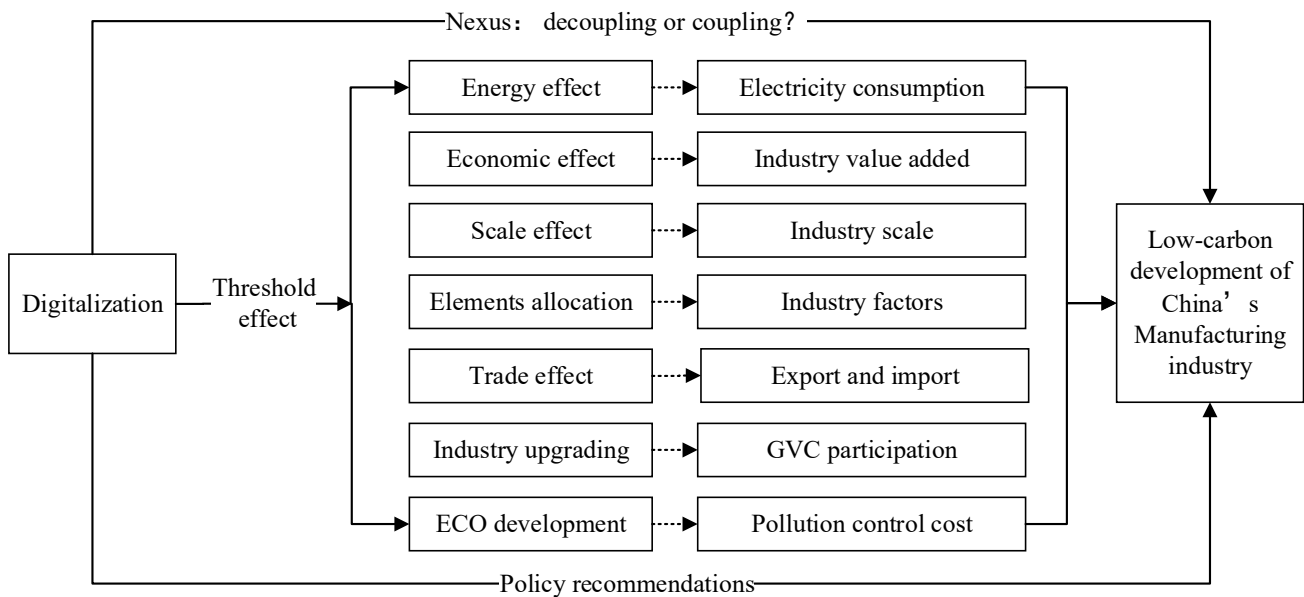 Nexus： decoupling or coupling？
Energy effect
Electricity consumption
Economic effect
Industry value added
Scale effect
Industry scale
Digitalization
Threshold
effect
Elements allocation
Industry factors
Low-carbon
development of
China’s
Manufacturing
industry
Trade effect
Export and import
Industry upgrading
GVC participation
ECO development
Pollution control cost
Policy recommendations